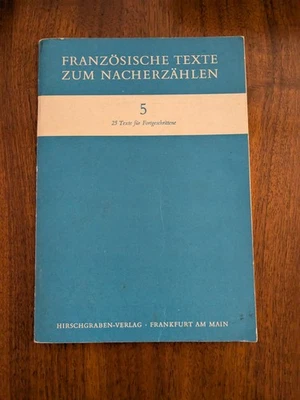 FRANZÖSISCHE TEXTE
ZUM NACHERZÄHLEN
5
25 Texte für Fortgeschrittene
HIRSCHGRABEN-VERLAG · FRANKFURT AM MAIN